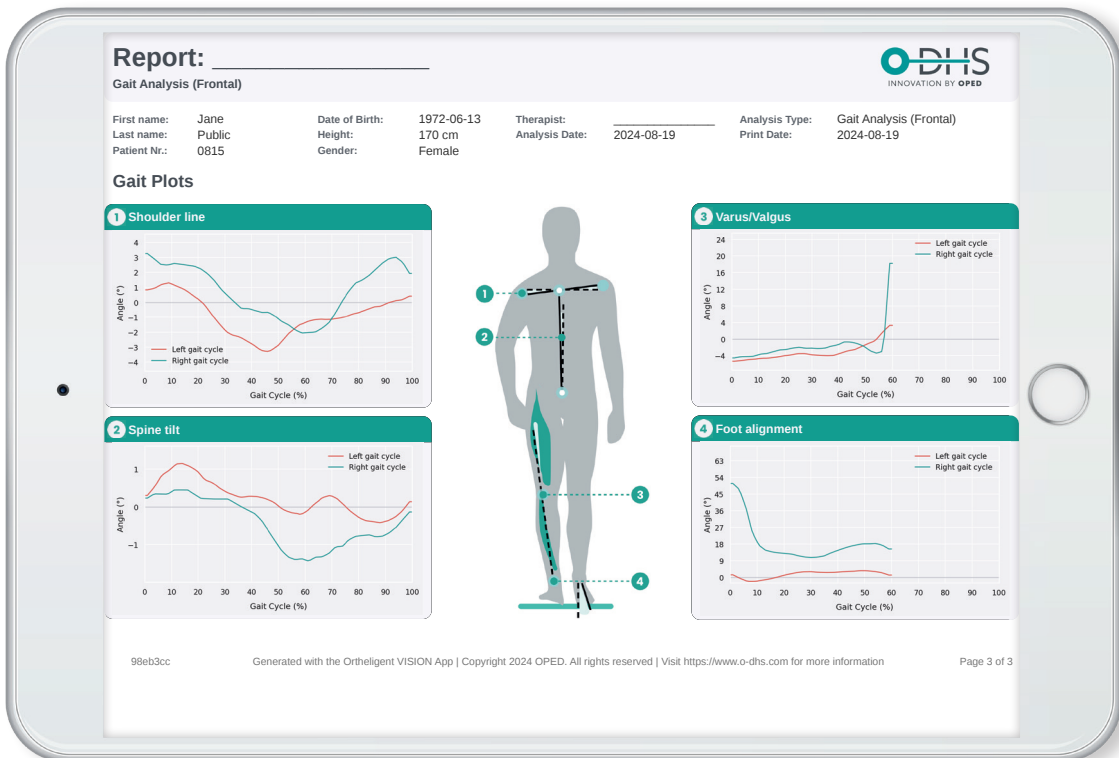 Report: ____________________
Gait Analysis (Frontal)
O-DHS
INNOVATION BY OPED
First name: Jane Date of Birth: 1972-06-13 Therapist: ________________ Analysis Type: Gait Analysis (Frontal)
Last name: Public Height: 170 cm Analysis Date: 2024-08-19 Print Date: 2024-08-19
Patient Nr.: 0815 Gender: Female
Gait Plots
1 Shoulder line
4
3
2
1
0
−1
−2
−3
−4
Angle (°)
Left gait cycle
Right gait cycle
0 10 20 30 40 50 60 70 80 90 100
Gait Cycle (%)
2 Spine tilt
1
0
−1
Angle (°)
Left gait cycle
Right gait cycle
0 10 20 30 40 50 60 70 80 90 100
Gait Cycle (%)
1
2
3
4
3 Varus/Valgus
24
20
16
12
8
4
0
−4
Angle (°)
Left gait cycle
Right gait cycle
0 10 20 30 40 50 60 70 80 90 100
Gait Cycle (%)
4 Foot alignment
63
54
45
36
27
18
9
0
Angle (°)
Left gait cycle
Right gait cycle
0 10 20 30 40 50 60 70 80 90 100
Gait Cycle (%)
98eb3cc Generated with the Ortheligent VISION App | Copyright 2024 OPED. All rights reserved | Visit https://www.o-dhs.com for more information Page 3 of 3